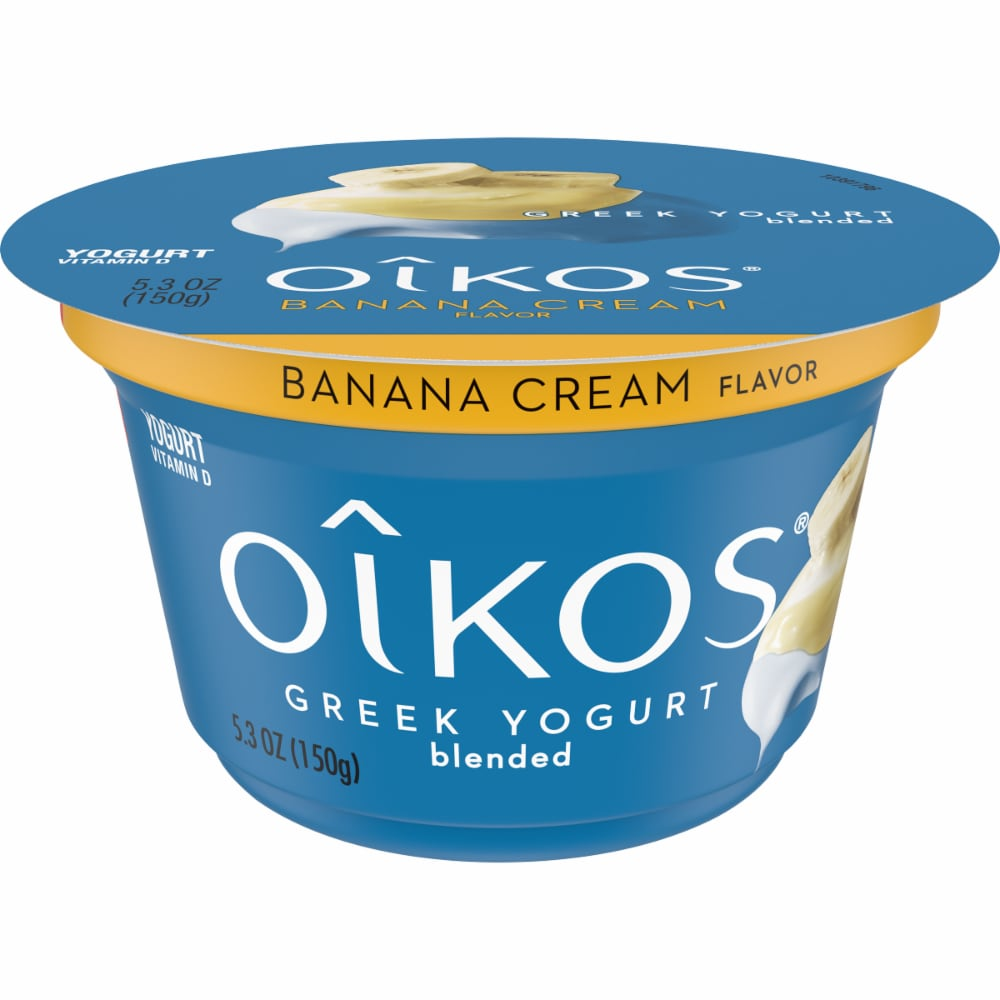 GREEK YOGURT
blended
YOGURT
VITAMIN D
5.3 OZ
(150g)
OÎKOS®
BANANA CREAM
FLAVOR
BANANA CREAM FLAVOR
YOGURT
VITAMIN D
OÎKOS®
GREEK YOGURT
blended
5.3 OZ (150g)